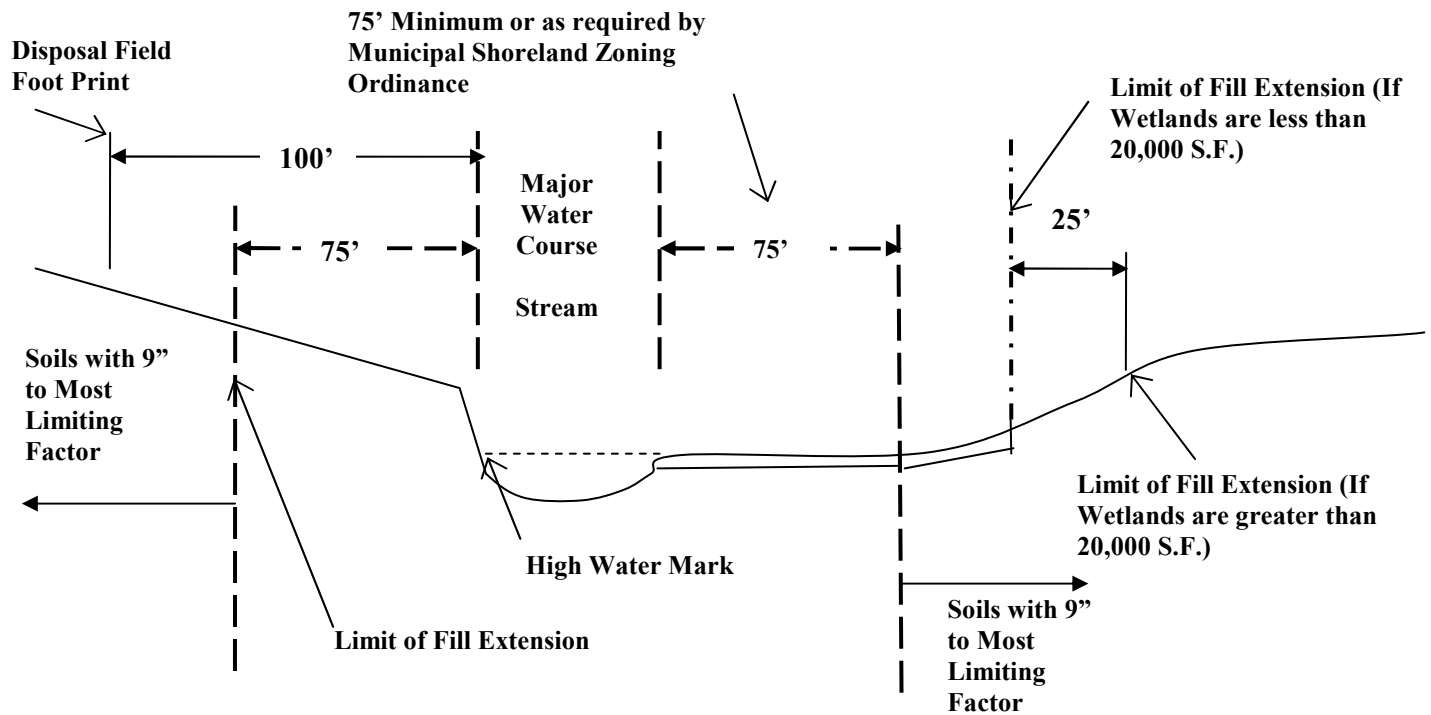 75’ Minimum or as required by
Municipal Shoreland Zoning
Ordinance
Disposal Field
Foot Print
Limit of Fill Extension (If
Wetlands are less than
20,000 S.F.)
100’
Major
Water
Course
Stream
25’
75’
75’
Soils with 9”
to Most
Limiting
Factor
High Water Mark
Limit of Fill Extension (If
Wetlands are greater than
20,000 S.F.)
Limit of Fill Extension
Soils with 9”
to Most
Limiting
Factor